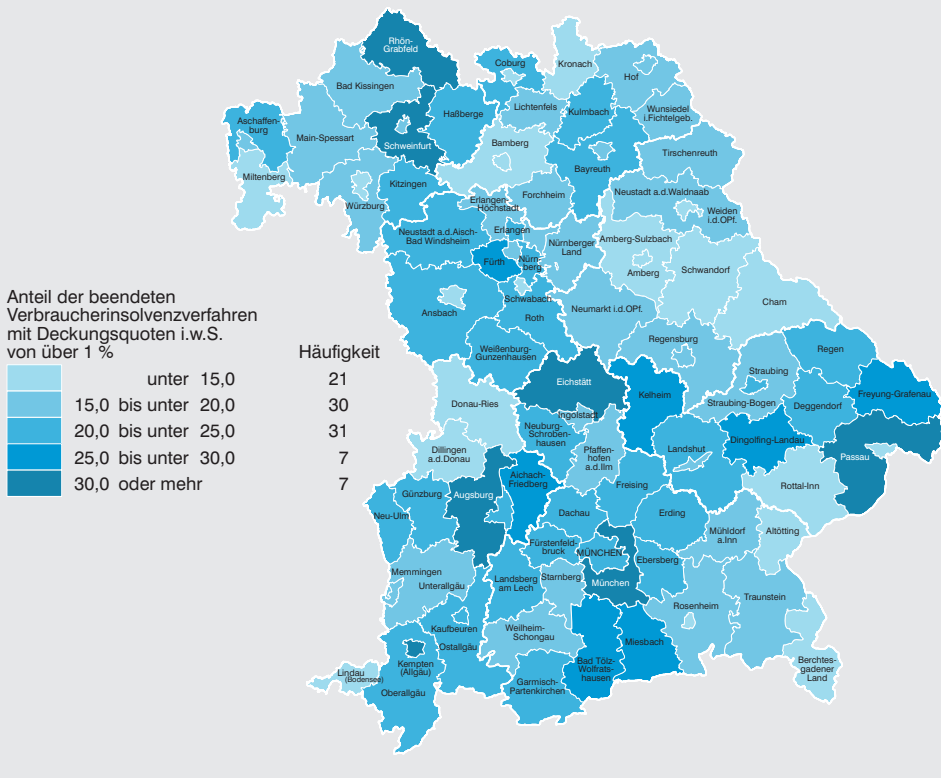 Rhön-
Grabfeld
Coburg
Kronach
Hof
Bad Kissingen
Lichtenfels
Kulmbach
Wunsiedel
i.Fichtelgeb.
Haßberge
Aschaffen-
burg
Main-Spessart
Schweinfurt
Bamberg
Bayreuth
Tirschenreuth
Miltenberg
Kitzingen
Würzburg
Erlangen-
Höchstadt
Forchheim
Neustadt a.d.Waldnaab
Weiden
i.d.OPf.
Neustadt a.d.Aisch-
Bad Windsheim
Erlangen
Fürth
Nürn-
berg
Nürnberger
Land
Amberg-Sulzbach
Amberg
Schwandorf
Cham
Ansbach
Schwabach
Roth
Neumarkt i.d.OPf.
Weißenburg-
Gunzenhausen
Regensburg
Regen
Straubing
Eichstätt
Kelheim
Freyung-Grafenau
Donau-Ries
Ingolstadt
Straubing-Bogen
Deggendorf
Neuburg-
Schroben-
hausen
Dingolfing-Landau
Dillingen
a.d.Donau
Pfaffen-
hofen
a.d.Ilm
Landshut
Passau
Aichach-
Friedberg
Rottal-Inn
Günzburg
Augsburg
Freising
Neu-Ulm
Dachau
Erding
Mühldorf
a.Inn
Altötting
Fürstenfeld-
bruck
MÜNCHEN
Ebersberg
Memmingen
Unterallgäu
Landsberg
am Lech
Starnberg
München
Rosenheim
Traunstein
Kaufbeuren
Ostallgäu
Weilheim-
Schongau
Miesbach
Bad Tölz-
Wolfrats-
hausen
Berchtes-
gadener
Land
Lindau
(Bodensee)
Kempten
(Allgäu)
Oberallgäu
Garmisch-
Partenkirchen
Anteil der beendeten
Verbraucherinsolvenzverfahren
mit Deckungsquoten i.w.S.
von über 1 %
Häufigkeit
unter 15,0 21
15,0 bis unter 20,0 30
20,0 bis unter 25,0 31
25,0 bis unter 30,0 7
30,0 oder mehr 7